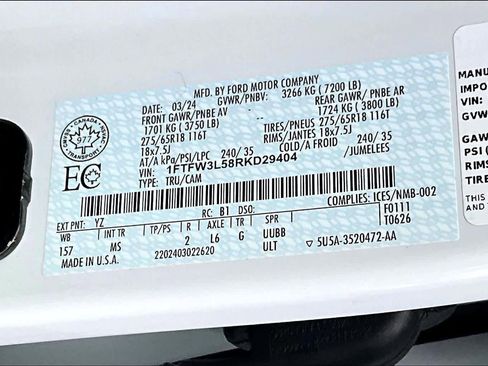 MFD. BY FORD MOTOR COMPANY
03/24 GVWR/PNBV: 3266 KG ( 7200 LB)
FRONT GAWR/PNBE AV REAR GAWR/PNBE AR
1701 KG ( 3750 LB) 1724 KG ( 3800 LB)
275/65R18 116T TIRES/PNEUS 275/65R18 116T
18x7.5J RIMS/JANTES 18x7.5J
AT/A kPa/PSI/LPC 240/ 35 COLD/A FROID 240/ 35
VIN: 1FTFW3L58RKD29404
TYPE: TRU/CAM
CANADA
977
EC
COMPLIES: ICES/NMB-002
EXT PNT: YZ RC: B1 DSO: F0111
WB INT TR TP/PS R AXLE TR SPR T0626
157 MS 2 L6 G UUBB
MADE IN U.S.A. 2202403022620 ULT 5U5A-3520472-AA
MANU
IMPO
VIN:
GVW
GAW
PSI (
RIMS
TIRE